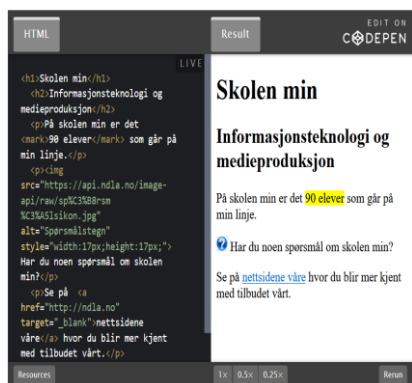 HTML
Result
EDIT ON
CODEPEN
LIVE
<h1>Skolen min</h1>
<h2>Informasjonsteknologi og
medieproduksjon</h2>
<p>På skolen min er det
<mark>90 elever</mark> som går på
min linje.</p>
<p><img
src="https://api.ndla.no/image-
api/raw/sp%C3%B8rsm
%C3%A5lsikon.jpg"
alt="Spørsmålstegn"
style="width:17px;height:17px;">
Har du noen spørsmål om skolen
min?</p>
<p>Se på <a
href="http://ndla.no"
target="_blank">nettsidene
våre</a> hvor du blir mer kjent
med tilbudet vårt.</p>
Skolen min
Informasjonsteknologi og
medieproduksjon
På skolen min er det 90 elever som går på
min linje.
? Har du noen spørsmål om skolen min?
Se på nettsidene våre hvor du blir mer kjent
med tilbudet vårt.
Resources
1× 0.5× 0.25×
Rerun